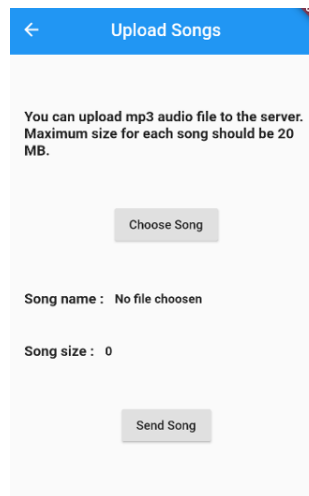 Upload Songs
You can upload mp3 audio file to the server.
Maximum size for each song should be 20
MB.
Choose Song
Song name : No file choosen
Song size : 0
Send Song